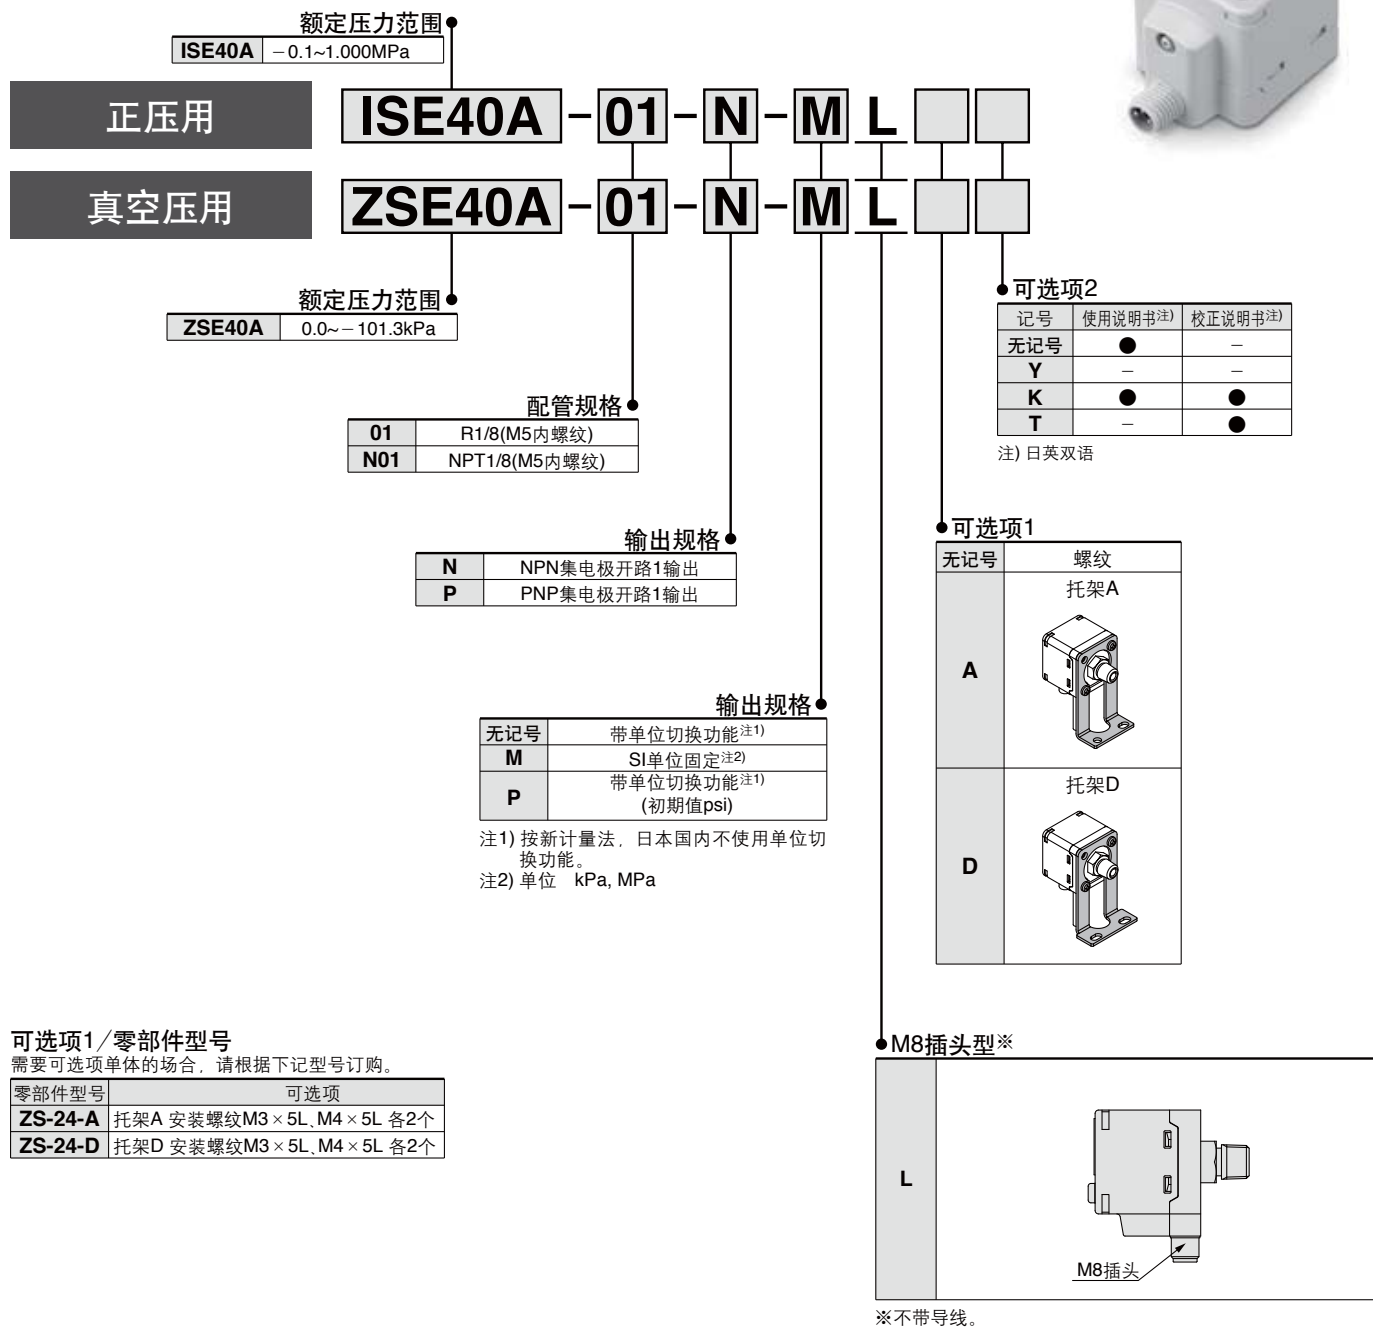 额定压力范围
ISE40A －0.1~1.000MPa
正压用 ISE40A－01－N－M L
真空压用 ZSE40A－01－N－M L
额定压力范围
ZSE40A 0.0~－101.3kPa
可选项2
记号 使用说明书注) 校正说明书注)
无记号 ● －
Y － －
K ● ●
T － ●
注) 日英双语
配管规格
01 R1/8(M5内螺纹)
N01 NPT1/8(M5内螺纹)
输出规格
N NPN集电极开路1输出
P PNP集电极开路1输出
可选项1
无记号 螺纹
托架A
A
托架D
D
输出规格
无记号 带单位切换功能注1)
M SI单位固定注2)
P 带单位切换功能注1)
(初期值psi)
注1) 按新计量法，日本国内不使用单位切
换功能。
注2) 单位 kPa, MPa
可选项1／零部件型号
需要可选项单体的场合，请根据下记型号订购。
零部件型号 可选项
ZS-24-A 托架A 安装螺纹M3×5L、M4×5L 各2个
ZS-24-D 托架D 安装螺纹M3×5L、M4×5L 各2个
M8插头型※
L
M8插头
※不带导线。